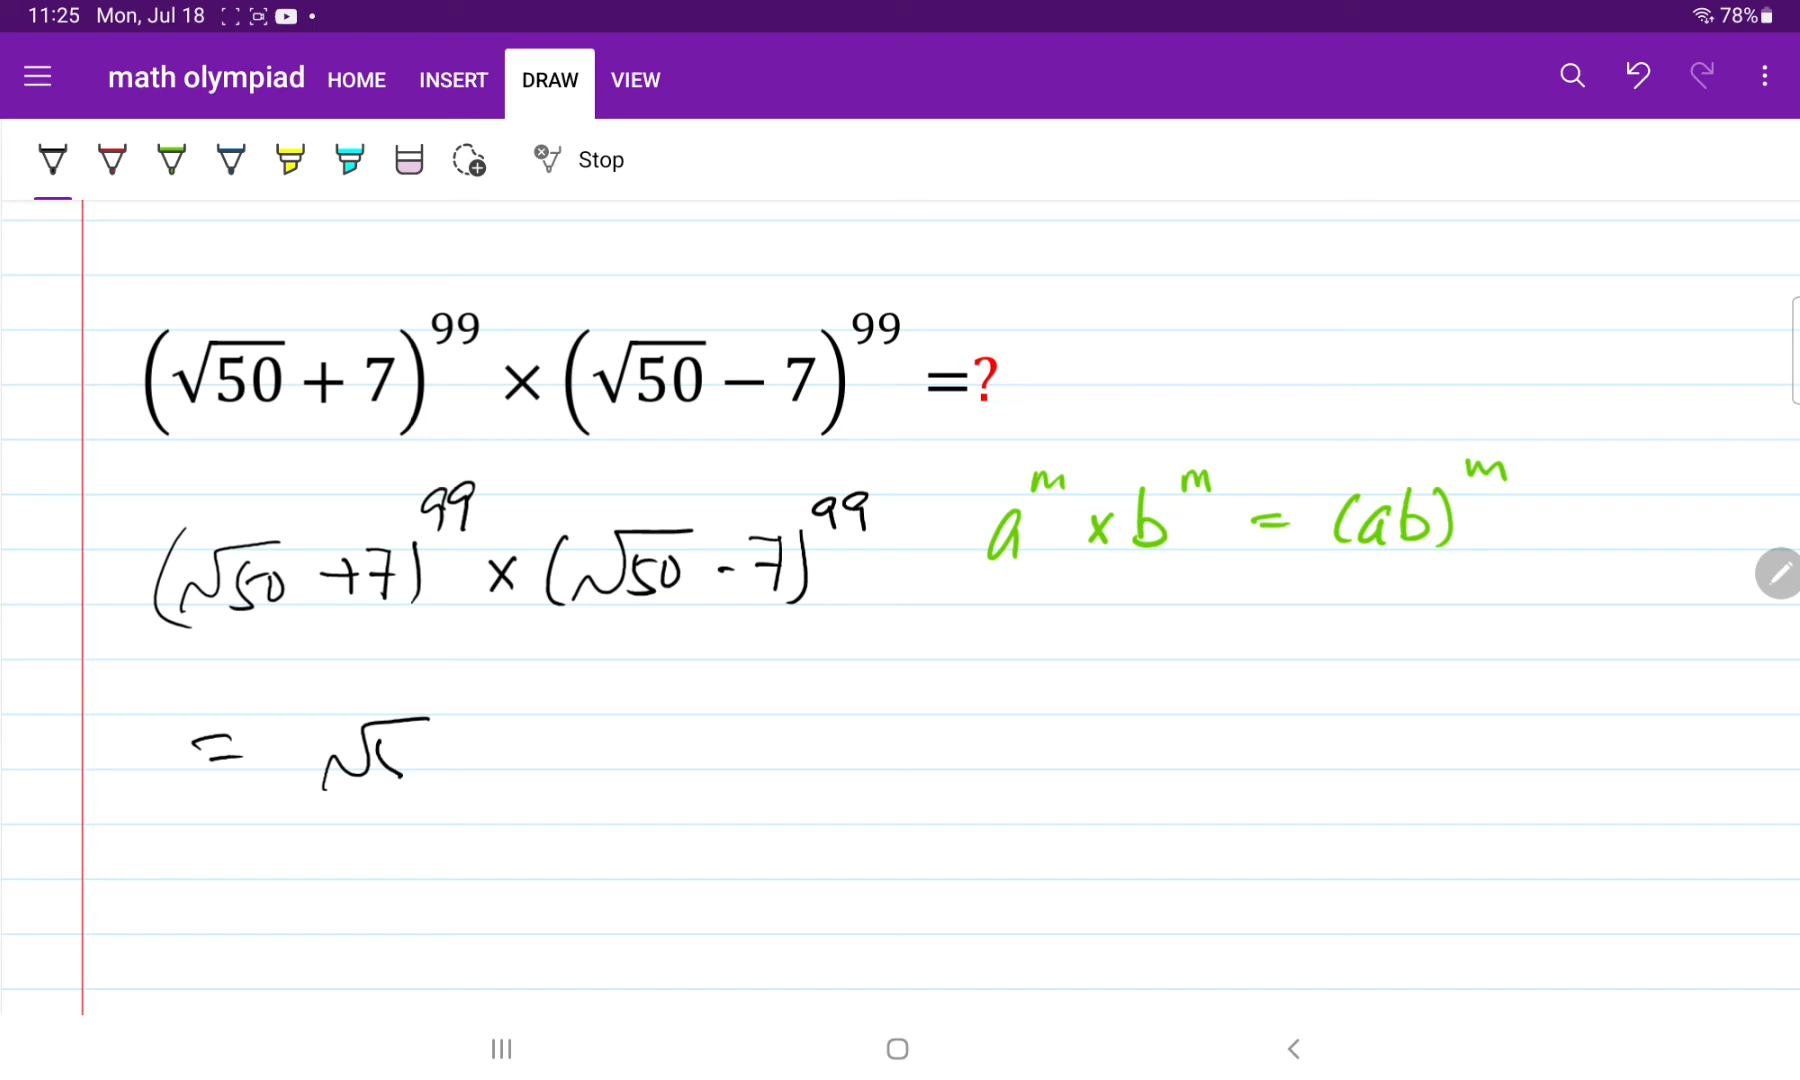 11:25 Mon, Jul 18 78%
math olympiad HOME INSERT DRAW VIEW
Stop
(√50 + 7)^99 × (√50 − 7)^99 =?
(√50 +7)^99 × (√50 - 7)^99
a^m × b^m = (ab)^m
= √